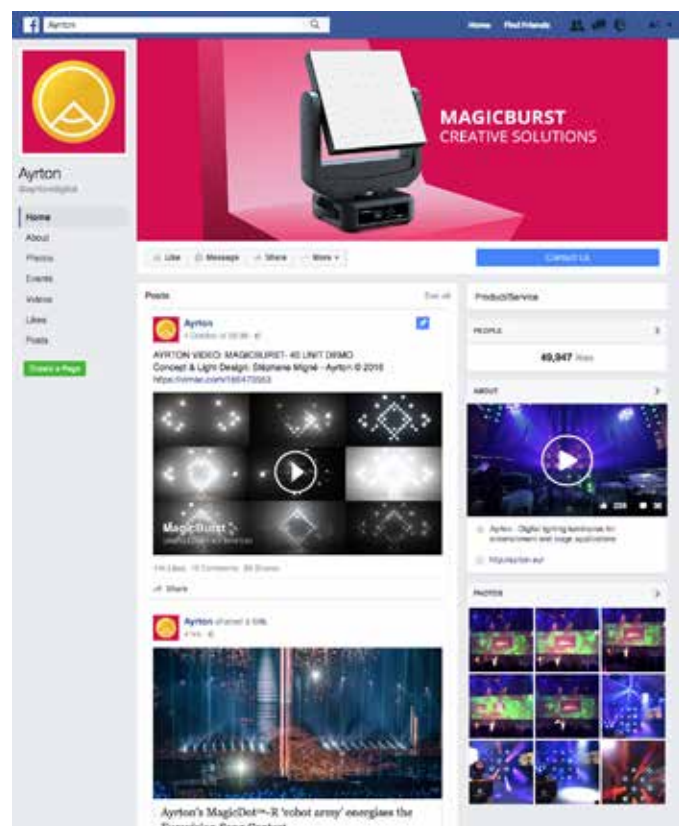 Ayrton
Home Find Friends
MAGICBURST
CREATIVE SOLUTIONS
Ayrton
Home
About
Photos
Events
Videos
Likes
Posts
Create a Page
Like Message Share More
Contact Us
Posts
See all
Ayrton
AYRTON VIDEO: MAGICBURST- 40 UNIT DEMO
Concept & Light Design: Stéphane Migné - Ayrton © 2016
MagicBurst
Share
Ayrton shared a link.
Ayrton's MagicDot™-R 'robot army' energises the
Eurovision Song Contest
Product/Service
PEOPLE
49,947 likes
ABOUT
Ayrton - Digital lighting luminaires for
entertainment and stage applications
PHOTOS